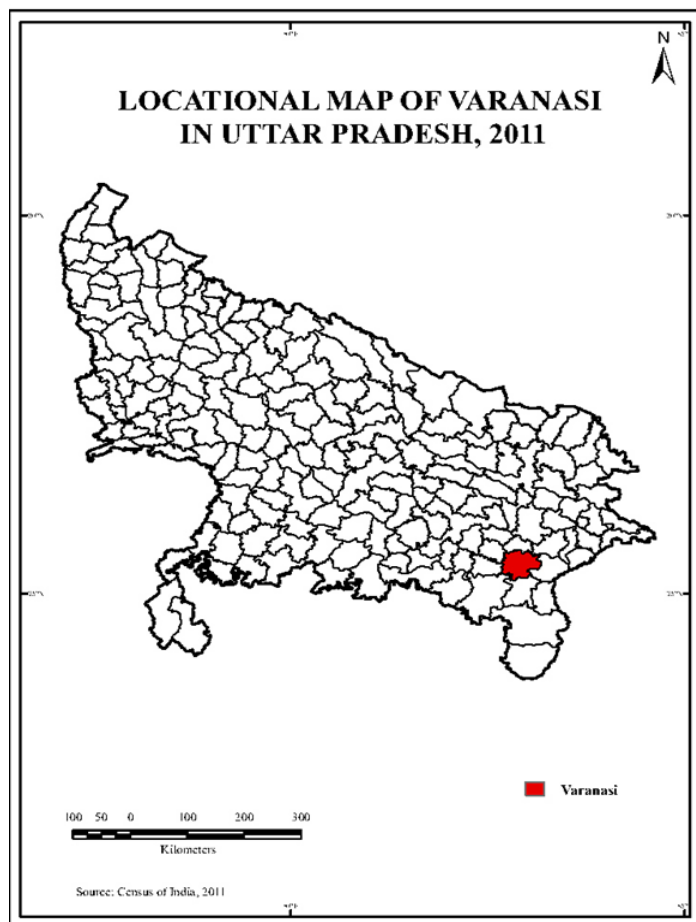 N
LOCATIONAL MAP OF VARANASI
IN UTTAR PRADESH, 2011
Varanasi
100 50 0 100 200 300
Kilometers
Source: Census of India, 2011